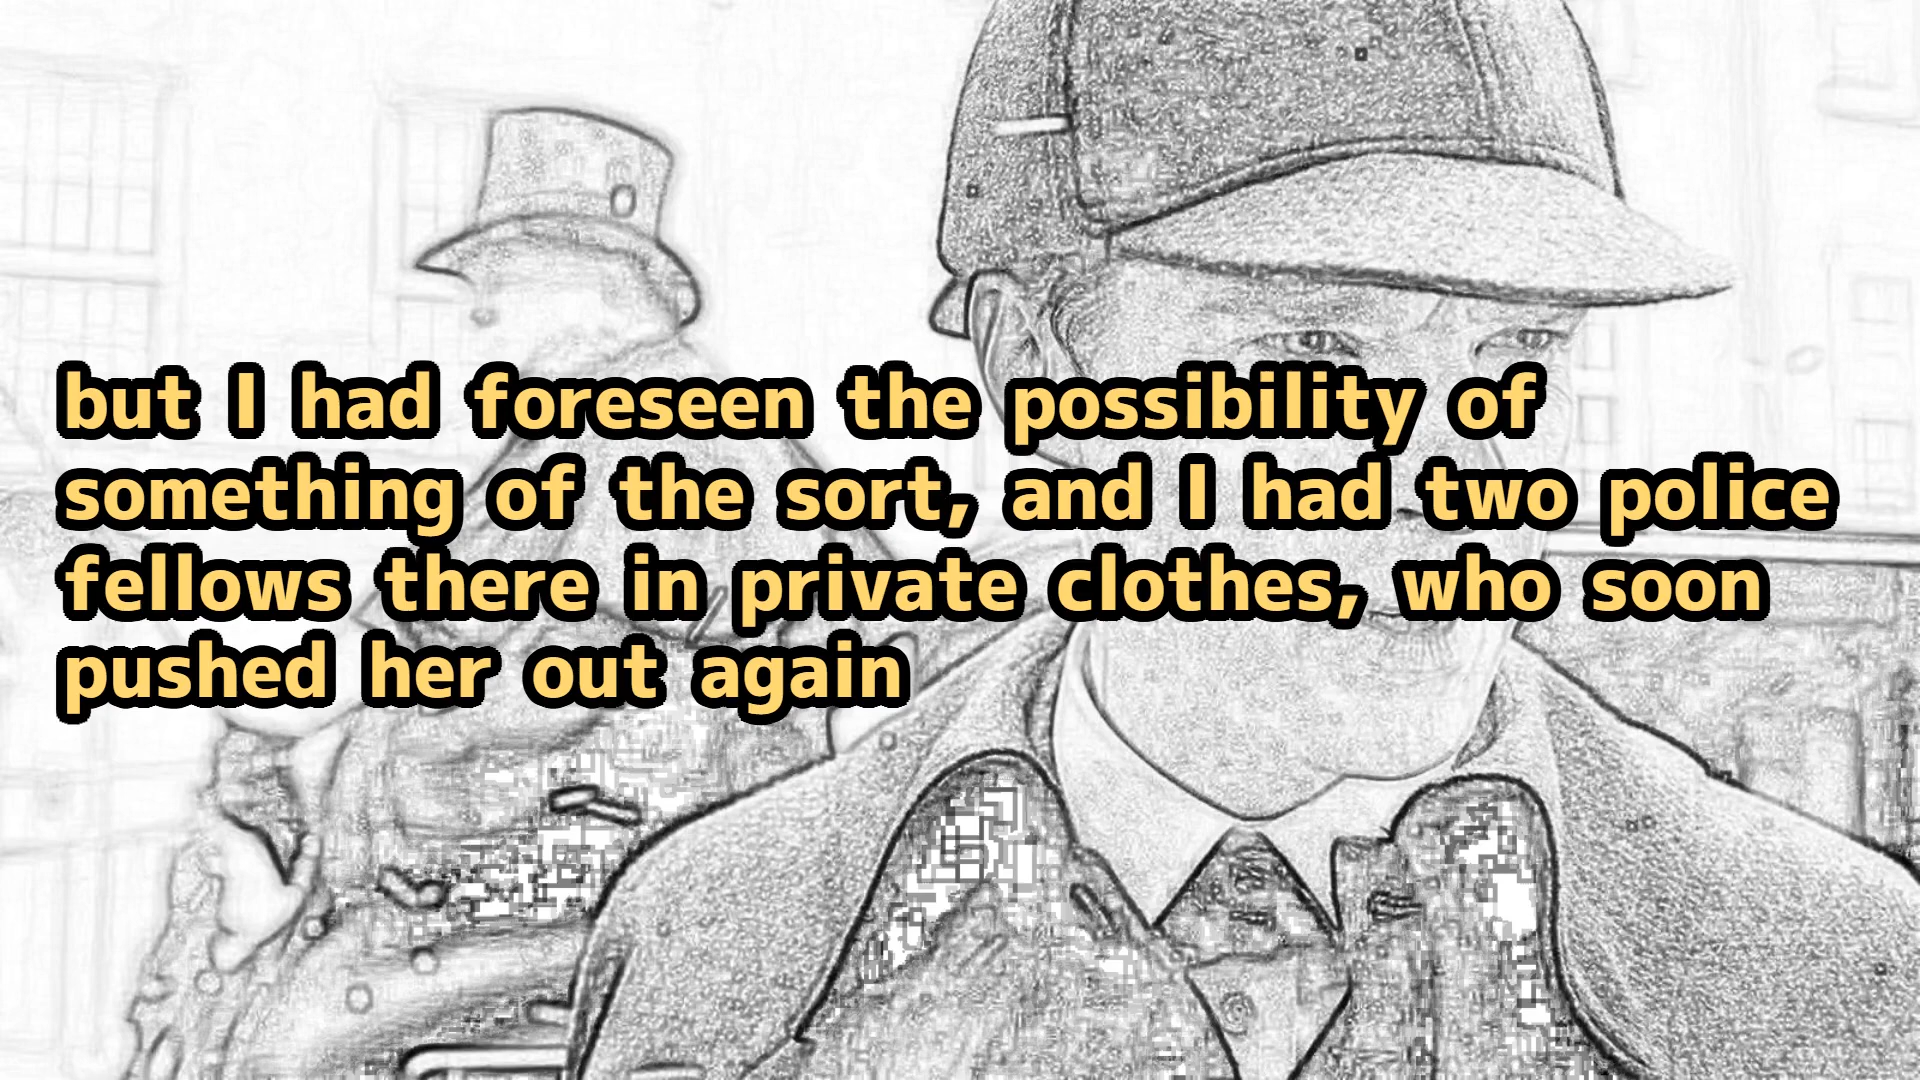 but I had foreseen the possibility of
something of the sort, and I had two police
fellows there in private clothes, who soon
pushed her out again